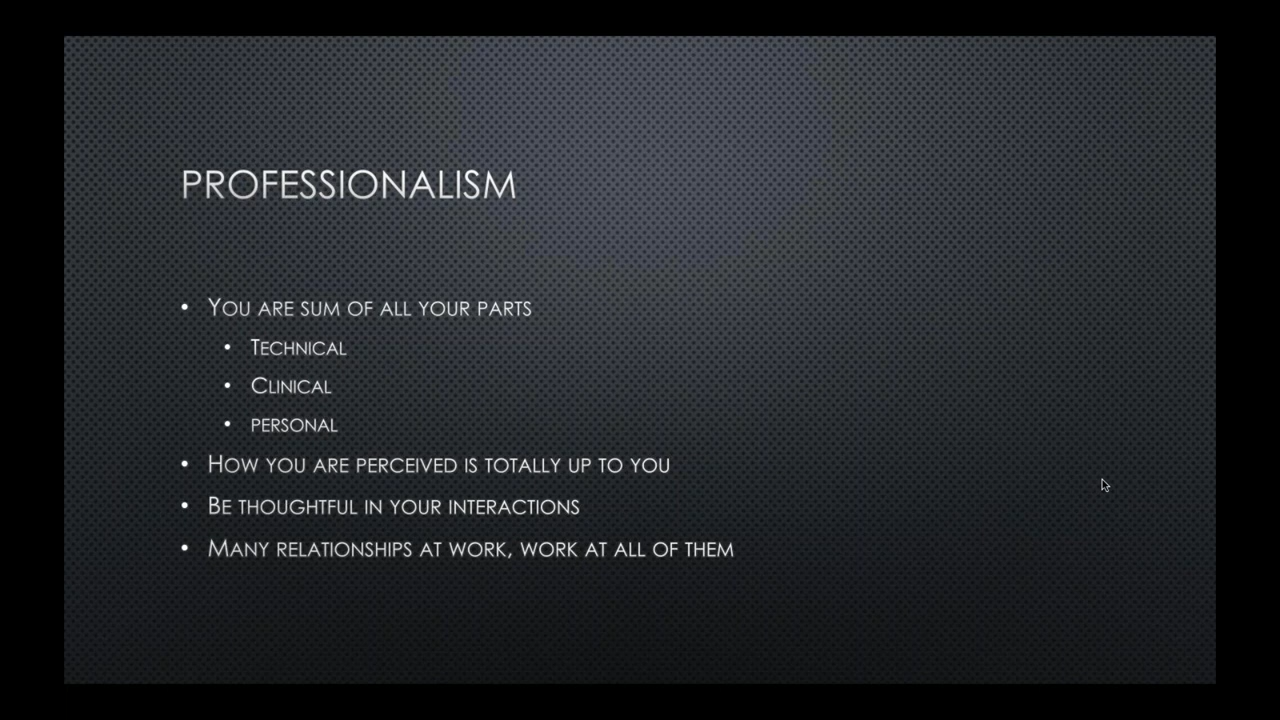 PROFESSIONALISM
• YOU ARE SUM OF ALL YOUR PARTS
• TECHNICAL
• CLINICAL
• PERSONAL
• HOW YOU ARE PERCEIVED IS TOTALLY UP TO YOU
• BE THOUGHTFUL IN YOUR INTERACTIONS
• MANY RELATIONSHIPS AT WORK, WORK AT ALL OF THEM